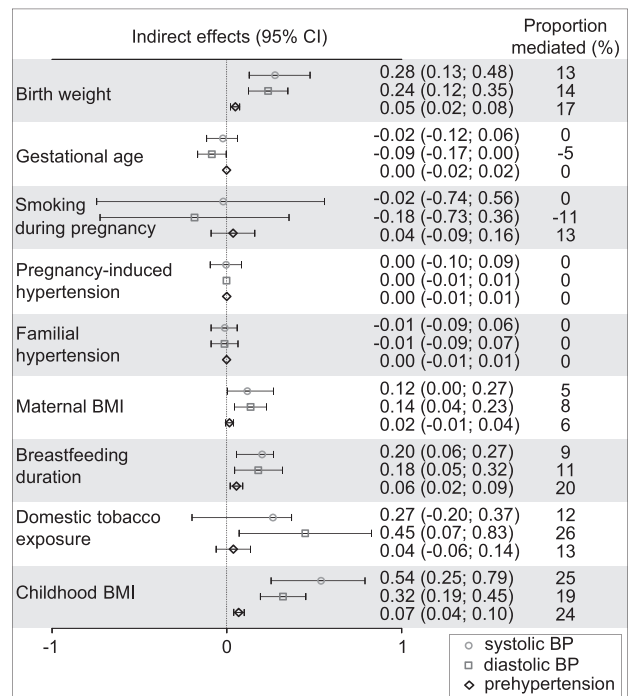 Indirect effects (95% CI)
Proportion
mediated (%)
Birth weight
0.28 (0.13; 0.48) 13
0.24 (0.12; 0.35) 14
0.05 (0.02; 0.08) 17
Gestational age
-0.02 (-0.12; 0.06) 0
-0.09 (-0.17; 0.00) -5
0.00 (-0.02; 0.02) 0
Smoking
during pregnancy
-0.02 (-0.74; 0.56) 0
-0.18 (-0.73; 0.36) -11
0.04 (-0.09; 0.16) 13
Pregnancy-induced
hypertension
0.00 (-0.10; 0.09) 0
0.00 (-0.01; 0.01) 0
0.00 (-0.01; 0.01) 0
Familial
hypertension
-0.01 (-0.09; 0.06) 0
-0.01 (-0.09; 0.07) 0
0.00 (-0.01; 0.01) 0
Maternal BMI
0.12 (0.00; 0.27) 5
0.14 (0.04; 0.23) 8
0.02 (-0.01; 0.04) 6
Breastfeeding
duration
0.20 (0.06; 0.27) 9
0.18 (0.05; 0.32) 11
0.06 (0.02; 0.09) 20
Domestic tobacco
exposure
0.27 (-0.20; 0.37) 12
0.45 (0.07; 0.83) 26
0.04 (-0.06; 0.14) 13
Childhood BMI
0.54 (0.25; 0.79) 25
0.32 (0.19; 0.45) 19
0.07 (0.04; 0.10) 24
-1 0 1
systolic BP
diastolic BP
prehypertension